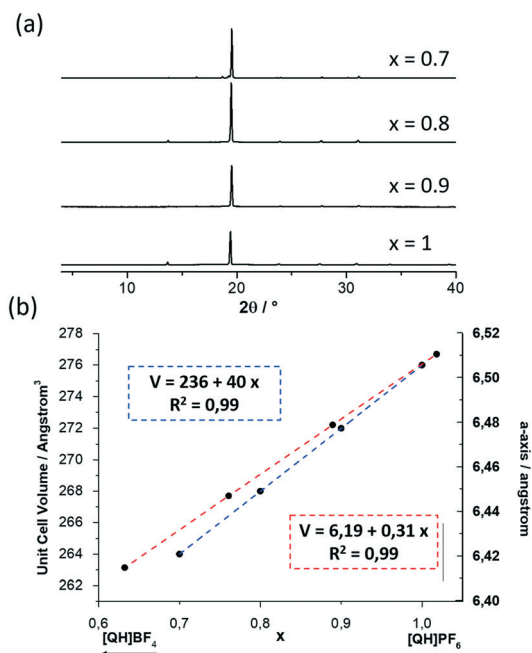 (a)
x = 0.7
x = 0.8
x = 0.9
x = 1
10 20 30 40
2θ / °
(b)
278
276
274
272
270
268
266
264
262
Unit Cell Volume / Angstrom³
V = 236 + 40 x
R² = 0,99
V = 6,19 + 0,31 x
R² = 0,99
6,52
6,50
6,48
6,46
6,44
6,42
6,40
a-axis / angstrom
0,6 0,7 0,8 0,9 1,0
[QH]BF₄ x [QH]PF₆